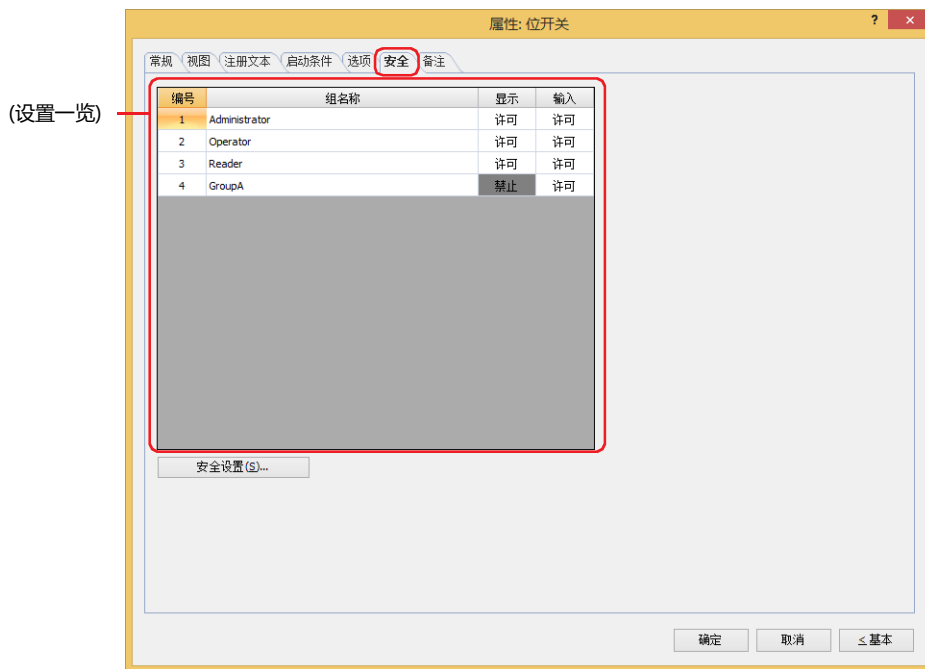 属性: 位开关 ? ×
常规 视图 注册文本 启动条件 选项 安全 备注
(设置一览)
编号 组名称 显示 输入
1 Administrator 许可 许可
2 Operator 许可 许可
3 Reader 许可 许可
4 GroupA 禁止 许可
安全设置(S)...
确定 取消 ≤基本